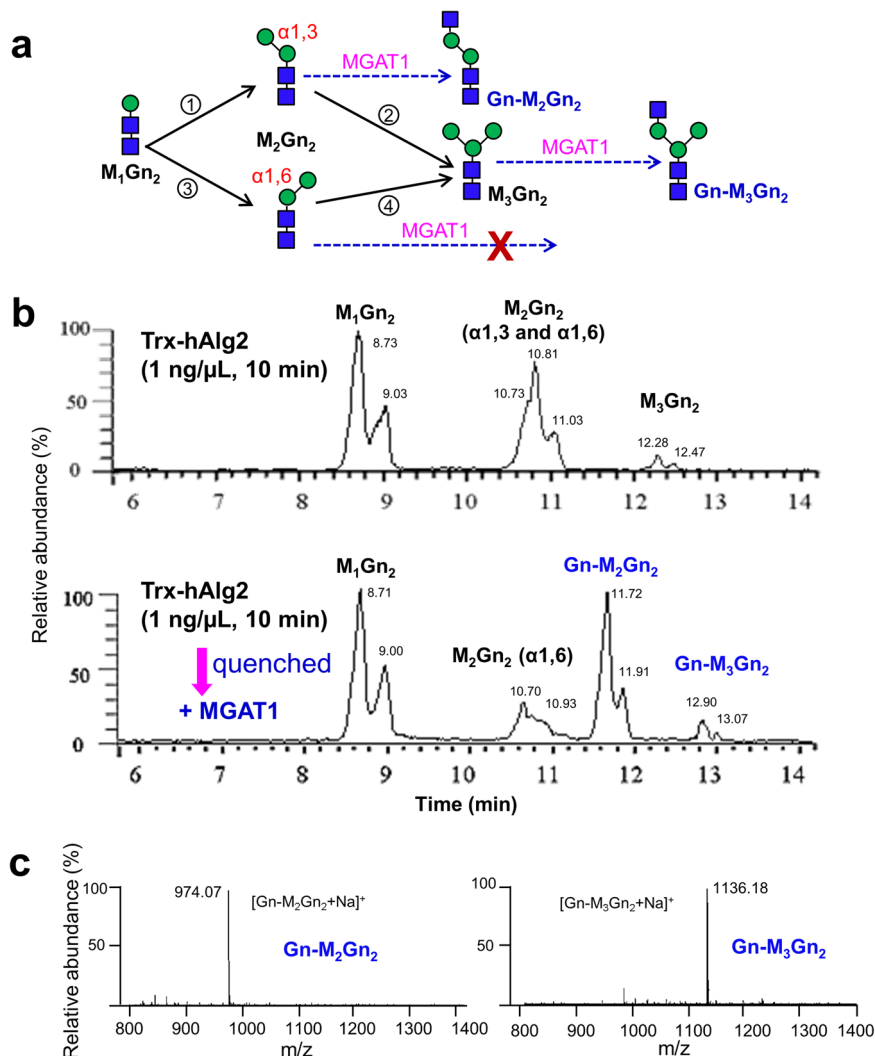 a
α1,3
MGAT1
Gn-M₂Gn₂
①
②
M₁Gn₂
M₂Gn₂
③
α1,6
④
M₃Gn₂
MGAT1
Gn-M₃Gn₂
MGAT1
X
b
Relative abundance (%)
100
50
0
Trx-hAlg2
(1 ng/µL, 10 min)
M₁Gn₂
8.73
9.03
M₂Gn₂
(α1,3 and α1,6)
10.81
10.73
11.03
M₃Gn₂
12.28
12.47
6 7 8 9 10 11 12 13 14
100
50
0
Trx-hAlg2
(1 ng/µL, 10 min)
quenched
+ MGAT1
M₁Gn₂
8.71
9.00
M₂Gn₂ (α1,6)
10.70
10.93
Gn-M₂Gn₂
11.72
11.91
Gn-M₃Gn₂
12.90
13.07
6 7 8 9 10 11 12 13 14
Time (min)
c
Relative abundance (%)
100
50
974.07
[Gn-M₂Gn₂+Na]⁺
Gn-M₂Gn₂
800 900 1000 1200 1300 1400
m/z
100
50
1136.18
[Gn-M₃Gn₂+Na]⁺
Gn-M₃Gn₂
800 900 1000 1100 1200 1300 1400
m/z